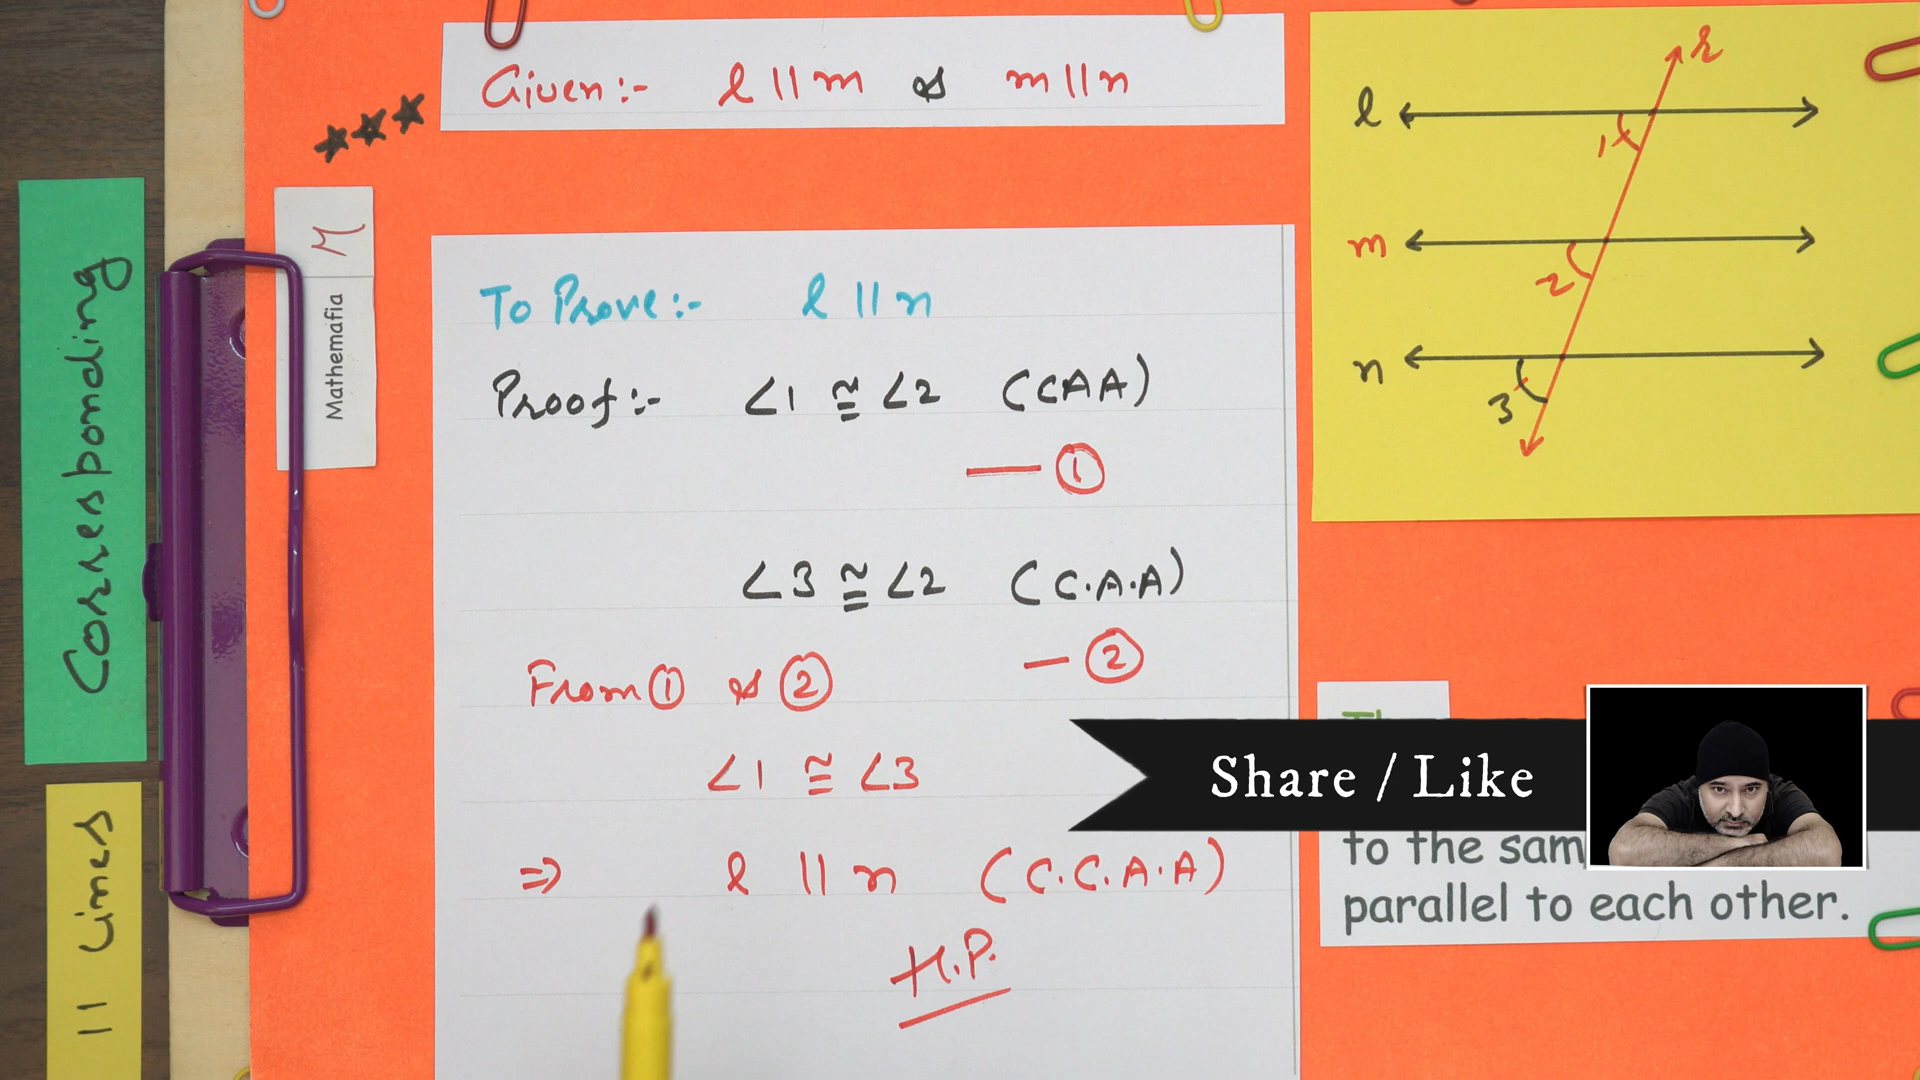 Given:- l || m & m || n
To Prove:- l || n
Proof:- ∠1 ≅ ∠2 (CAA)
— ①
∠3 ≅ ∠2 (C.A.A)
— ②
From ① & ②
∠1 ≅ ∠3
⇒ l || n (C.C.A.A)
H.P.
r
l
1
m
2
n
3
Corresponding
|| Lines
M
Mathemafia
Share / Like
to the sam
parallel to each other.